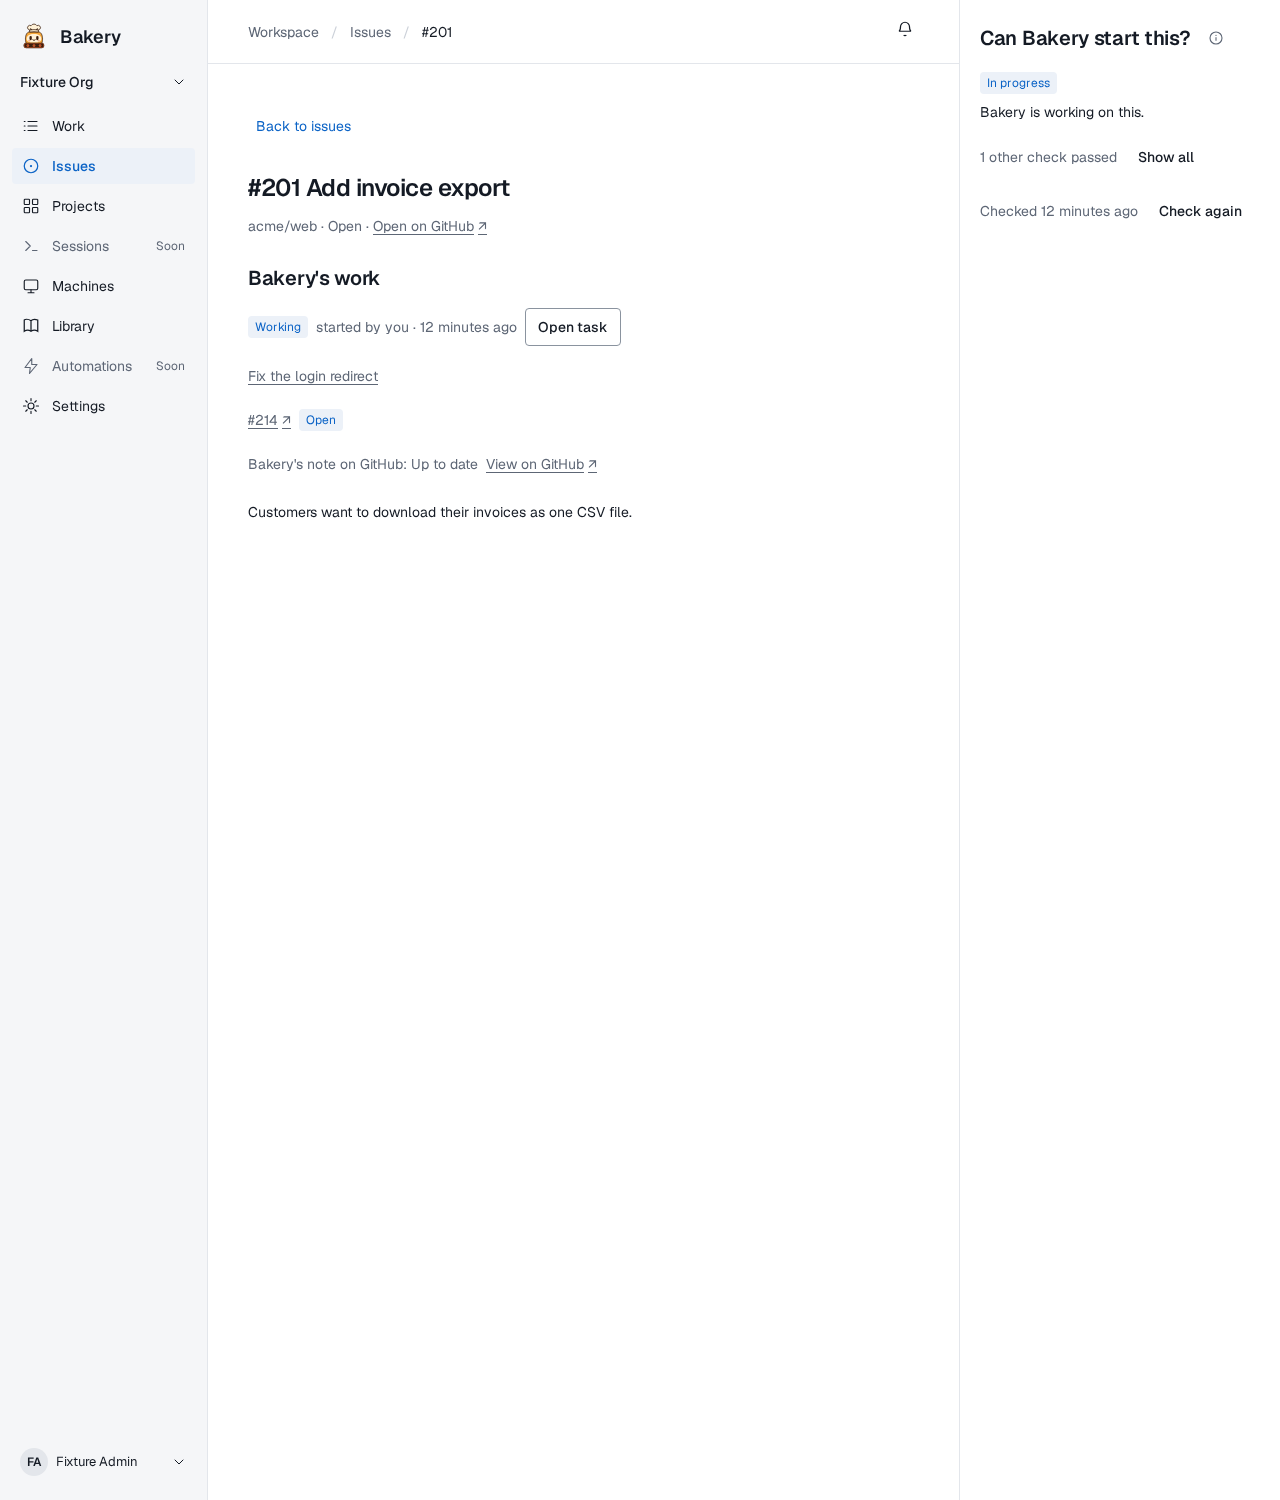 Bakery
Fixture Org
Work
Issues
Projects
Sessions Soon
Machines
Library
Automations Soon
Settings
FA Fixture Admin
Workspace / Issues / #201
Back to issues
#201 Add invoice export
acme/web · Open · Open on GitHub ↗
Bakery's work
Working started by you · 12 minutes ago Open task
Fix the login redirect
#214 ↗ Open
Bakery's note on GitHub: Up to date View on GitHub ↗
Customers want to download their invoices as one CSV file.
Can Bakery start this?
In progress
Bakery is working on this.
1 other check passed Show all
Checked 12 minutes ago Check again